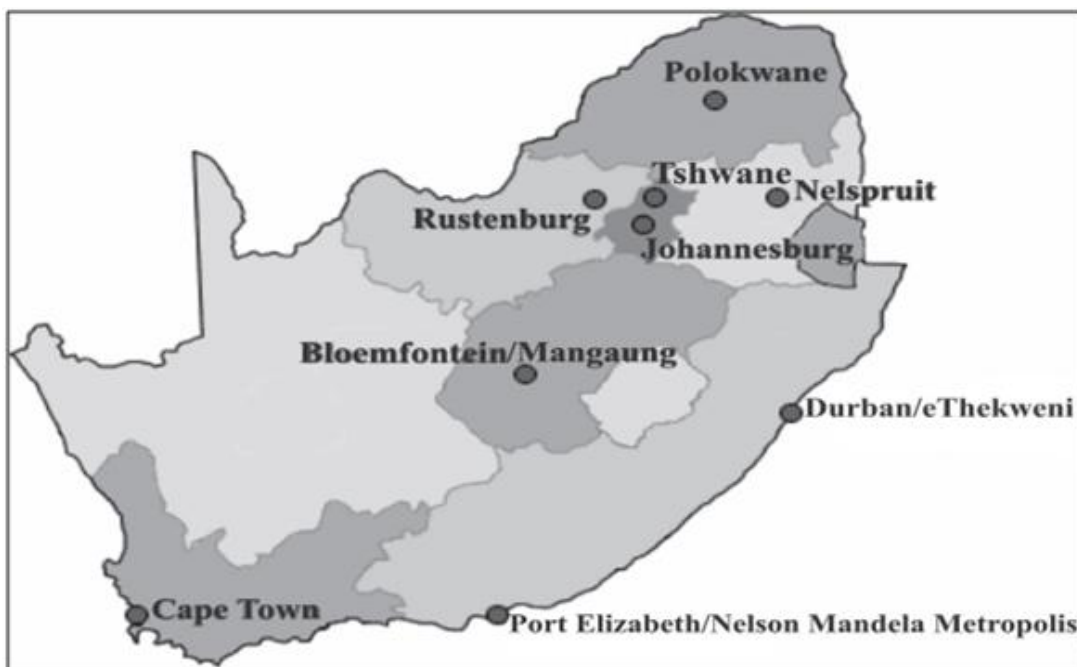 Polokwane
Tshwane
Nelspruit
Rustenburg
Johannesburg
Bloemfontein/Mangaung
Durban/eThekweni
Cape Town
Port Elizabeth/Nelson Mandela Metropolis